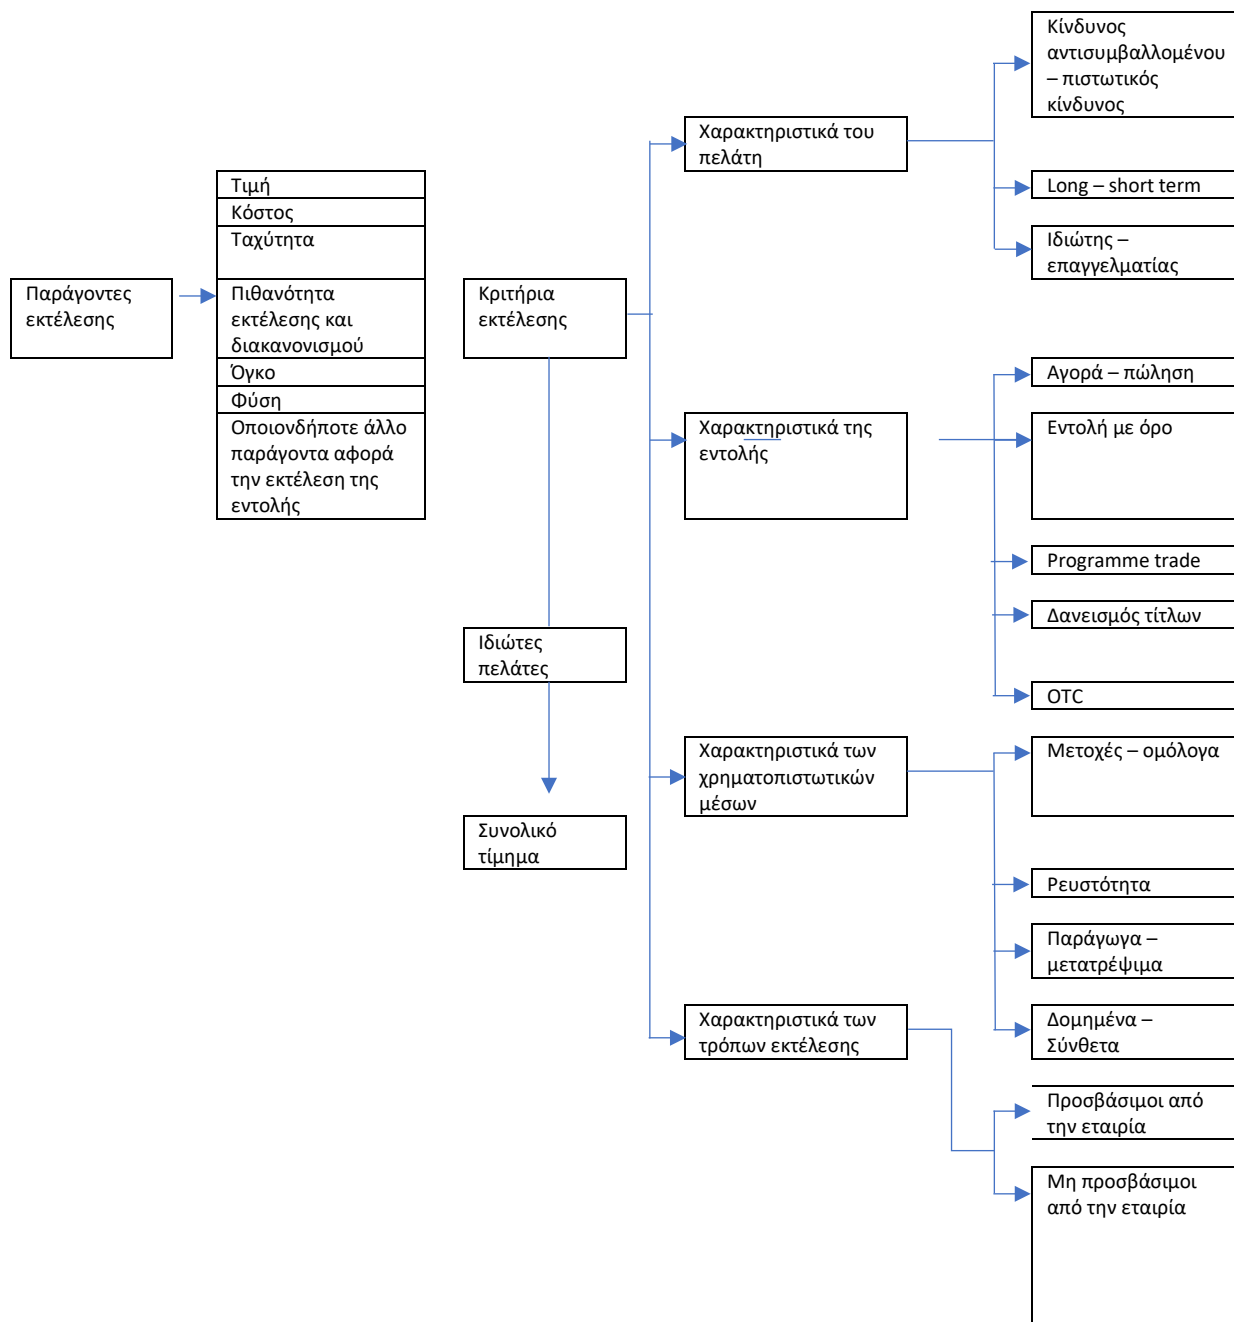 Παράγοντες
εκτέλεσης
Τιμή
Κόστος
Ταχύτητα
Πιθανότητα
εκτέλεσης και
διακανονισμού
Όγκο
Φύση
Οποιονδήποτε άλλο
παράγοντα αφορά
την εκτέλεση της
εντολής
Κριτήρια
εκτέλεσης
Ιδιώτες
πελάτες
Συνολικό
τίμημα
Χαρακτηριστικά του
πελάτη
Κίνδυνος
αντισυμβαλλομένου
– πιστωτικός
κίνδυνος
Long – short term
Ιδιώτης –
επαγγελματίας
Χαρακτηριστικά της
εντολής
Αγορά – πώληση
Εντολή με όρο
Programme trade
Δανεισμός τίτλων
OTC
Χαρακτηριστικά των
χρηματοπιστωτικών
μέσων
Μετοχές – ομόλογα
Ρευστότητα
Παράγωγα –
μετατρέψιμα
Δομημένα –
Σύνθετα
Χαρακτηριστικά των
τρόπων εκτέλεσης
Προσβάσιμοι από
την εταιρία
Μη προσβάσιμοι
από την εταιρία